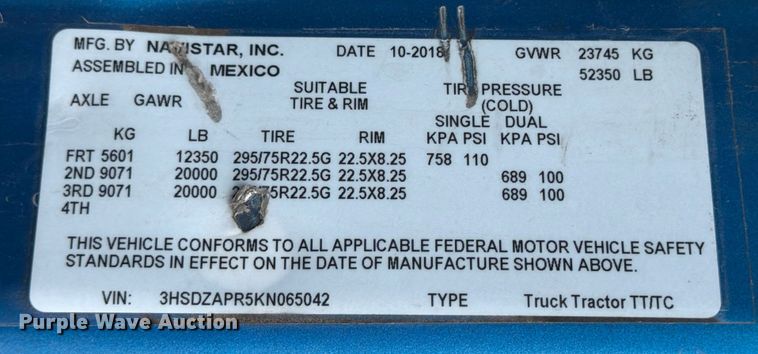 MFG. BY NAVISTAR, INC. DATE 10-2018 GVWR 23745 KG
ASSEMBLED IN MEXICO 52350 LB
AXLE GAWR SUITABLE TIRE & RIM TIRE PRESSURE (COLD)
SINGLE DUAL
KG LB TIRE RIM KPA PSI KPA PSI
FRT 5601 12350 295/75R22.5G 22.5X8.25 758 110
2ND 9071 20000 295/75R22.5G 22.5X8.25 689 100
3RD 9071 20000 295/75R22.5G 22.5X8.25 689 100
4TH
THIS VEHICLE CONFORMS TO ALL APPLICABLE FEDERAL MOTOR VEHICLE SAFETY
STANDARDS IN EFFECT ON THE DATE OF MANUFACTURE SHOWN ABOVE.
VIN: 3HSDZAPR5KN065042 TYPE Truck Tractor TT/TC
Purple Wave Auction